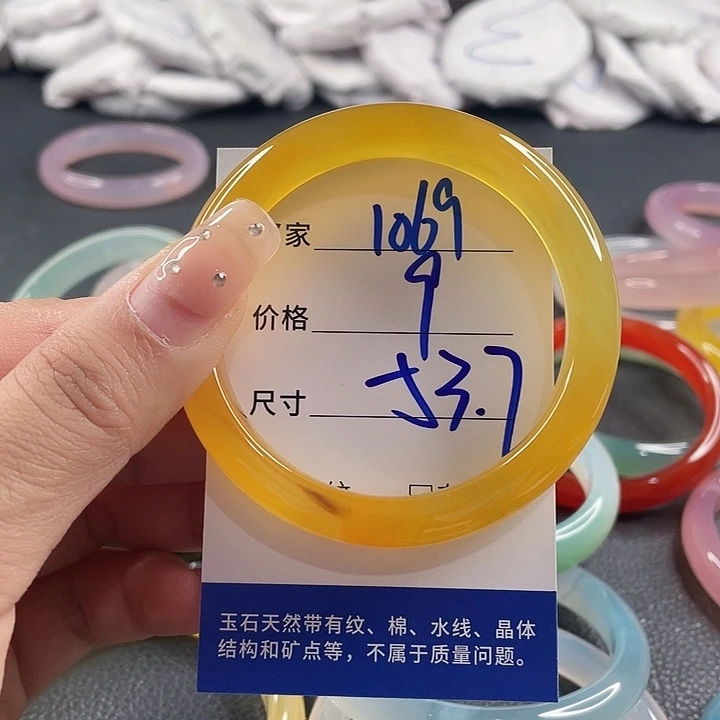 家 1069
价格 9
尺寸 53.7
玉石天然带有纹、棉、水线、晶体
结构和矿点等，不属于质量问题。